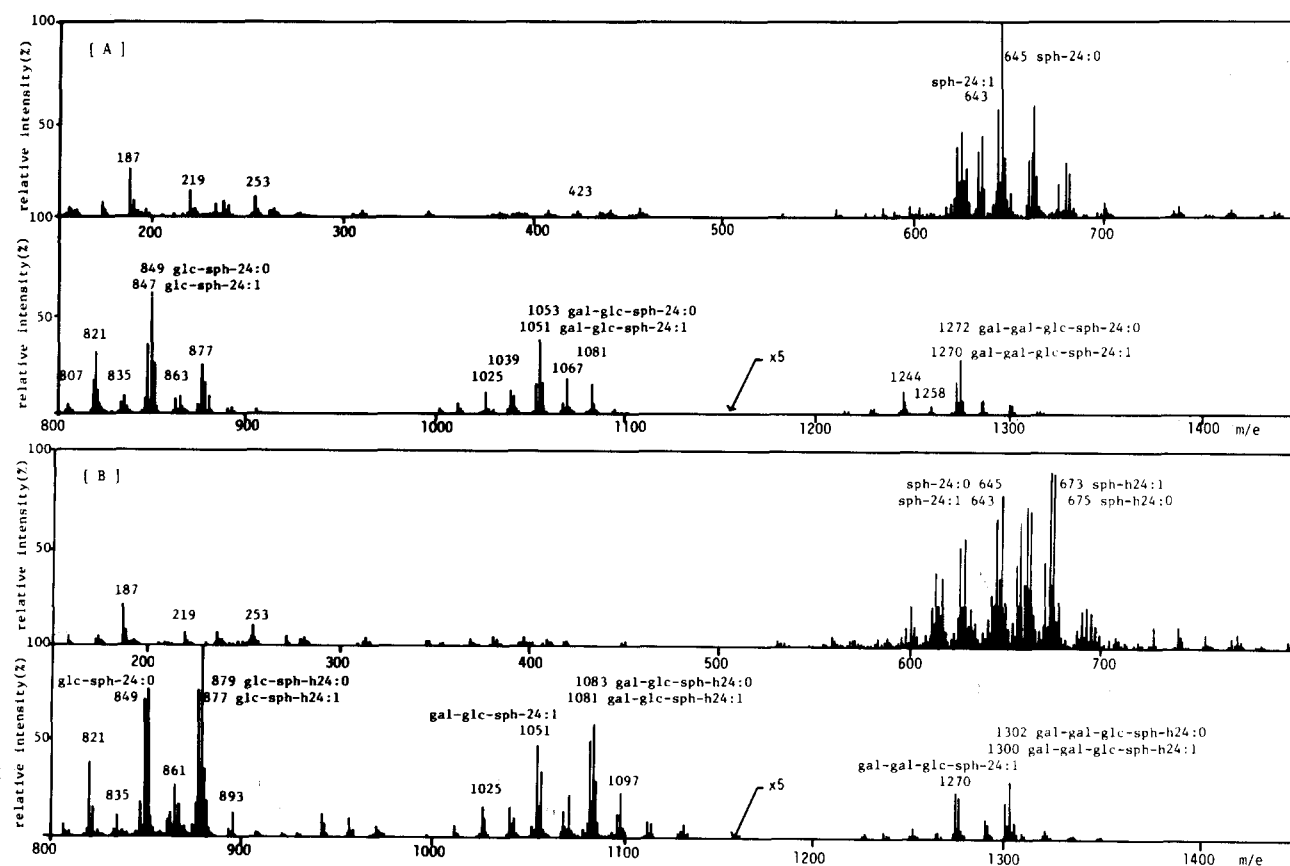 100
[ A ]
645 sph-24:0
sph-24:1
643
50
187
219
253
423
relative intensity(%)
100
200
300
400
500
600
700
849 glc-sph-24:0
847 glc-sph-24:1
1053 gal-glc-sph-24:0
1051 gal-glc-sph-24:1
1272 gal-gal-glc-sph-24:0
1270 gal-gal-glc-sph-24:1
50
821
877
1039
1081
x5
807
835
863
1025
1067
1244
1258
relative intensity(%)
800
900
1000
1100
1200
1300
1400
m/e
100
[ B ]
sph-24:0 645
673 sph-h24:1
sph-24:1 643
675 sph-h24:0
50
187
219
253
relative intensity(%)
100
200
300
400
500
600
700
glc-sph-24:0
879 glc-sph-h24:0
1083 gal-glc-sph-h24:0
849
877 glc-sph-h24:1
1081 gal-glc-sph-h24:1
gal-glc-sph-24:1
1051
1302 gal-gal-glc-sph-h24:0
1300 gal-gal-glc-sph-h24:1
50
821
gal-gal-glc-sph-24:1
1270
861
835
893
1025
1097
x5
relative intensity(%)
800
900
1000
1100
1200
1300
1400
m/e